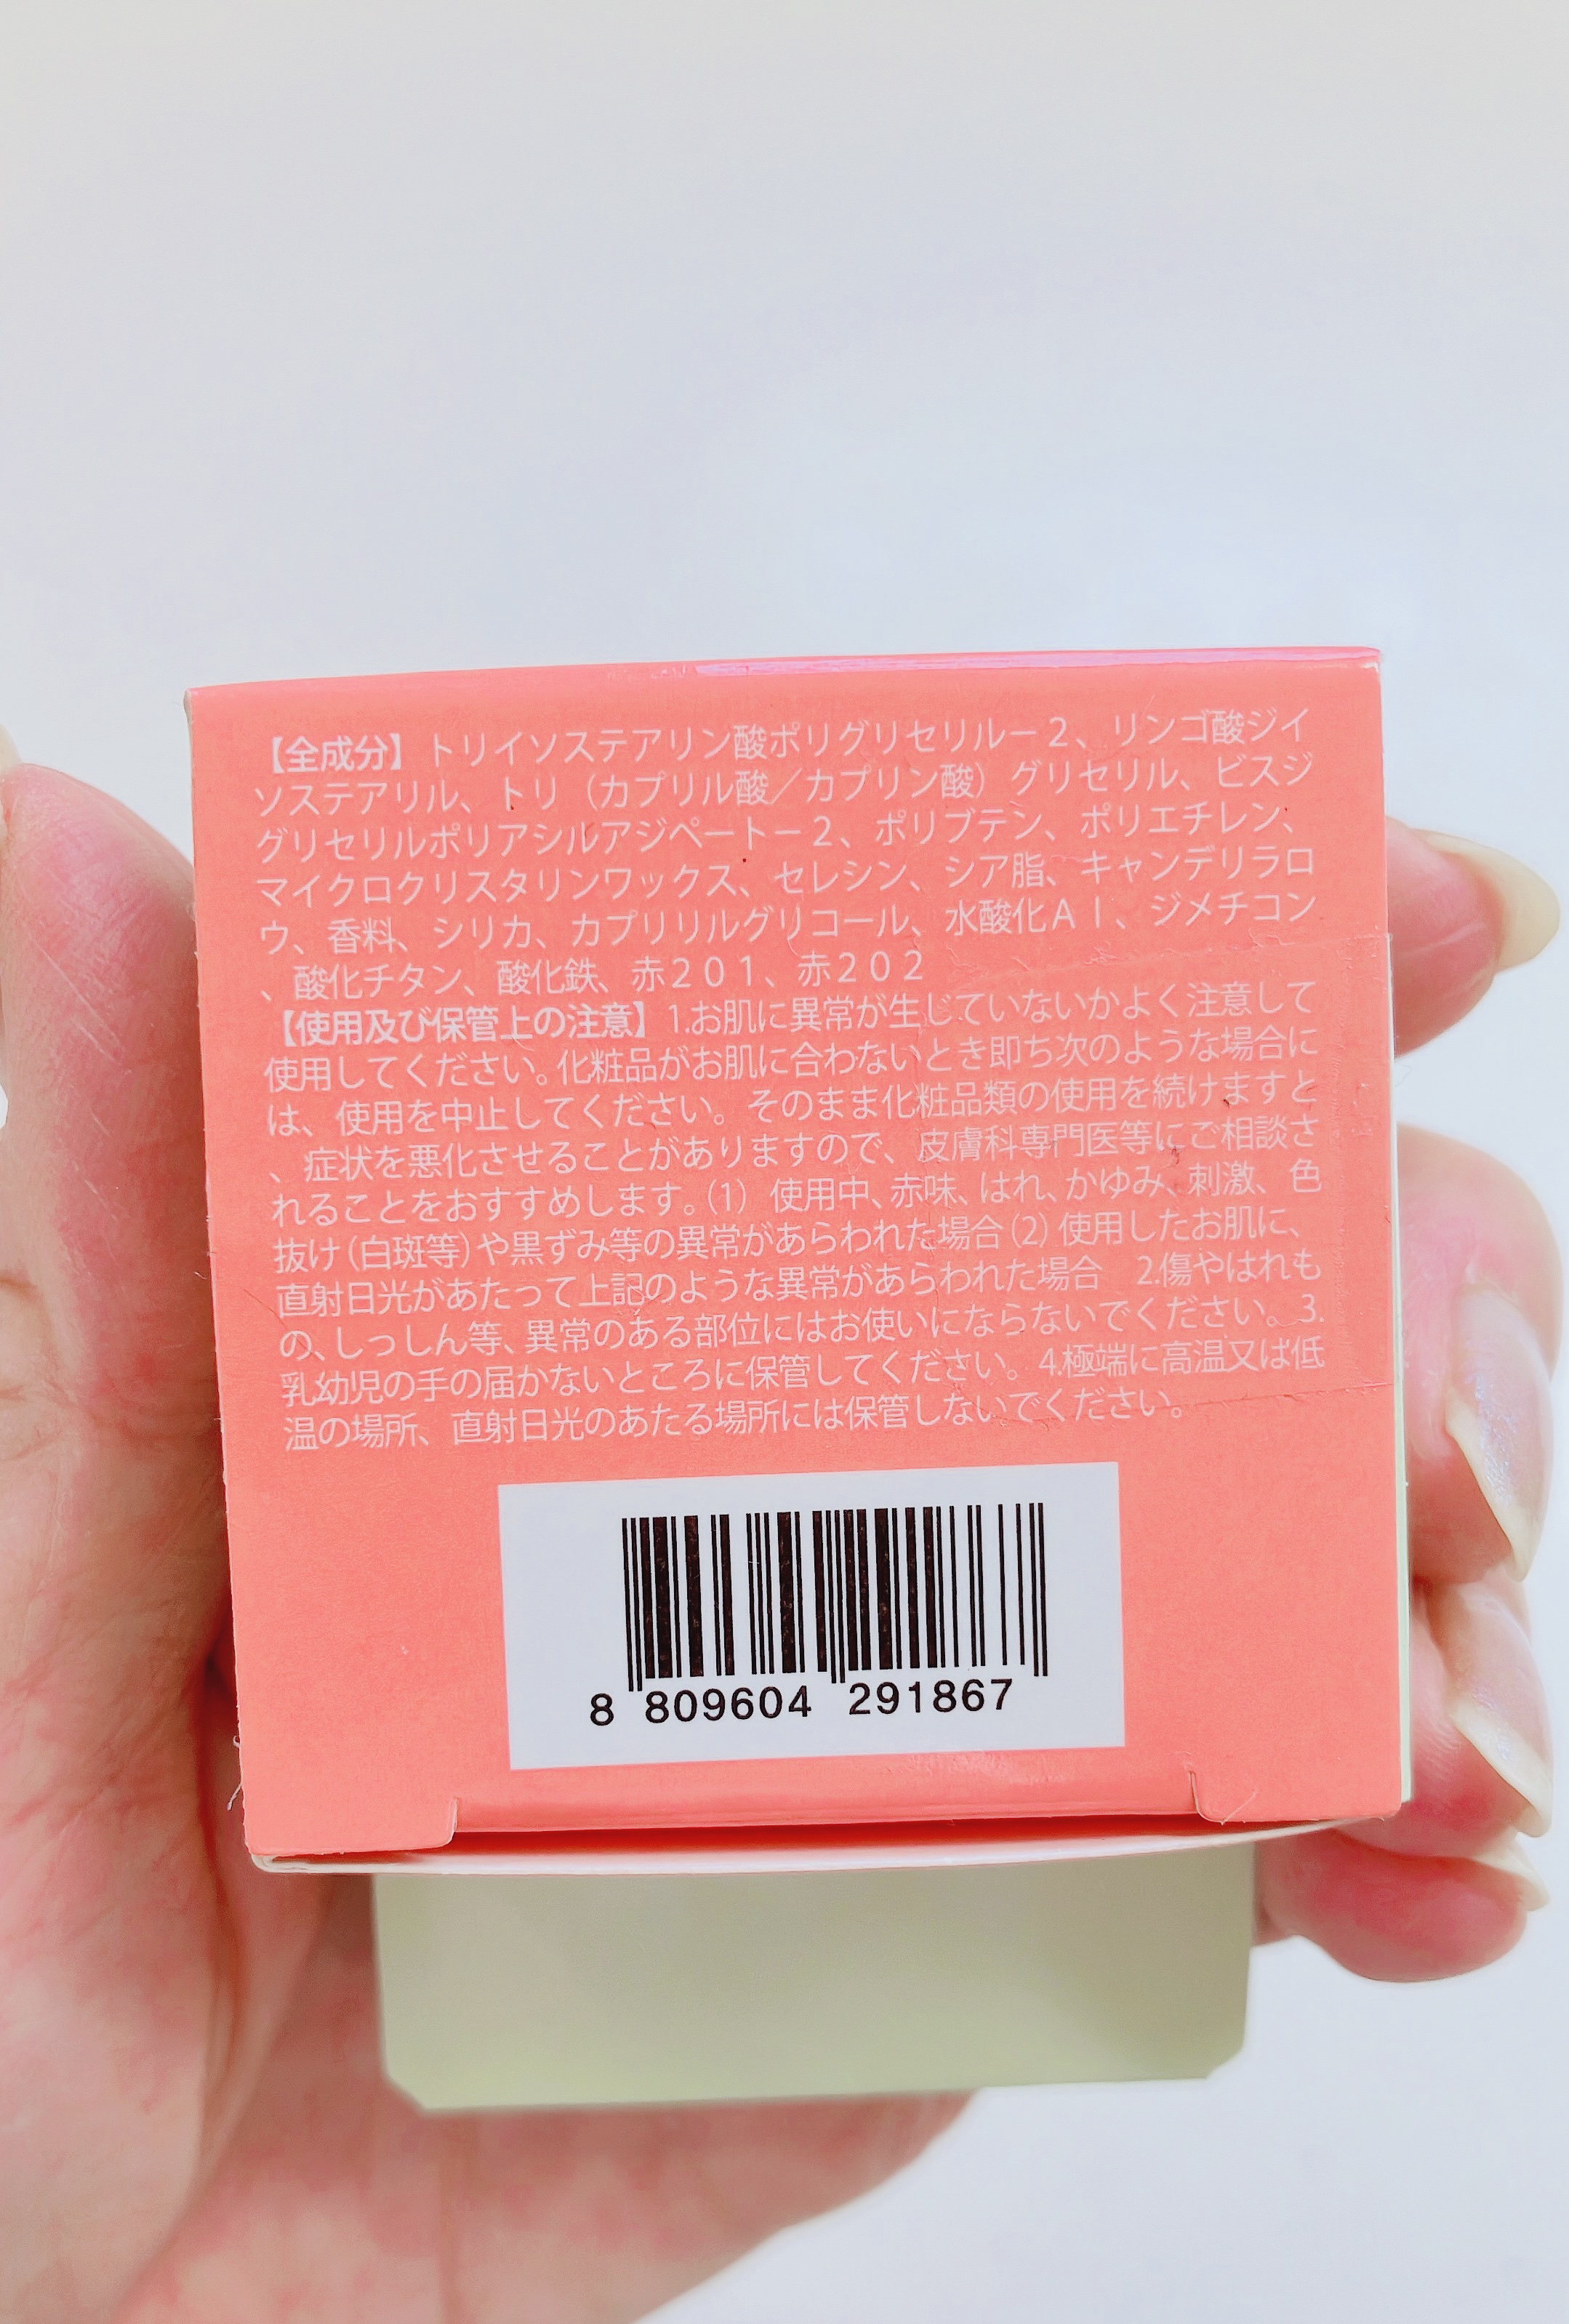 【全成分】トリイソステアリン酸ポリグリセリルー２、リンゴ酸ジイ
ソステアリル、トリ（カプリル酸／カプリン酸）グリセリル、ビスジ
グリセリルポリアシルアジペートー２、ポリブテン、ポリエチレン、
マイクロクリスタリンワックス、セレシン、シア脂、キャンデリラロ
ウ、香料、シリカ、カプリリルグリコール、水酸化Ａｌ、ジメチコン
、酸化チタン、酸化鉄、赤２０１、赤２０２
【使用及び保管上の注意】1.お肌に異常が生じていないかよく注意して
使用してください。化粧品がお肌に合わないとき即ち次のような場合に
は、使用を中止してください。そのまま化粧品類の使用を続けますと
、症状を悪化させることがありますので、皮膚科専門医等にご相談さ
れることをおすすめします。(1) 使用中、赤味、はれ、かゆみ、刺激、色
抜け(白斑等)や黒ずみ等の異常があらわれた場合(2) 使用したお肌に、
直射日光があたって上記のような異常があらわれた場合　2.傷やはれも
の、しっしん等、異常のある部位にはお使いにならないでください。3.
乳幼児の手の届かないところに保管してください。4.極端に高温又は低
温の場所、直射日光のあたる場所には保管しないでください。
8 809604 291867